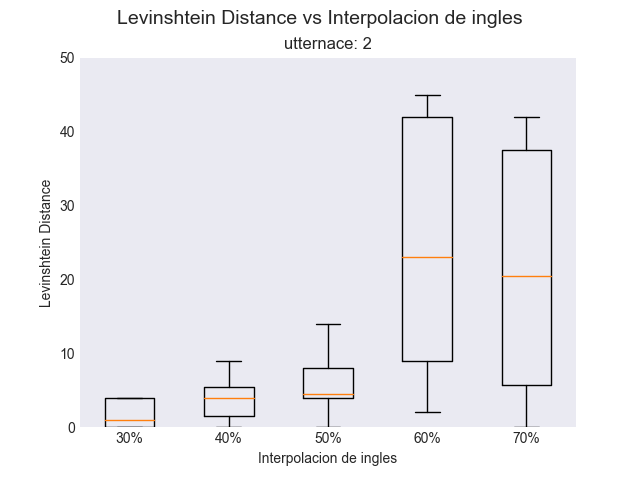 Levinshtein Distance vs Interpolacion de ingles
utternace: 2
50
40
30
20
10
0
Levinshtein Distance
30% 40% 50% 60% 70%
Interpolacion de ingles